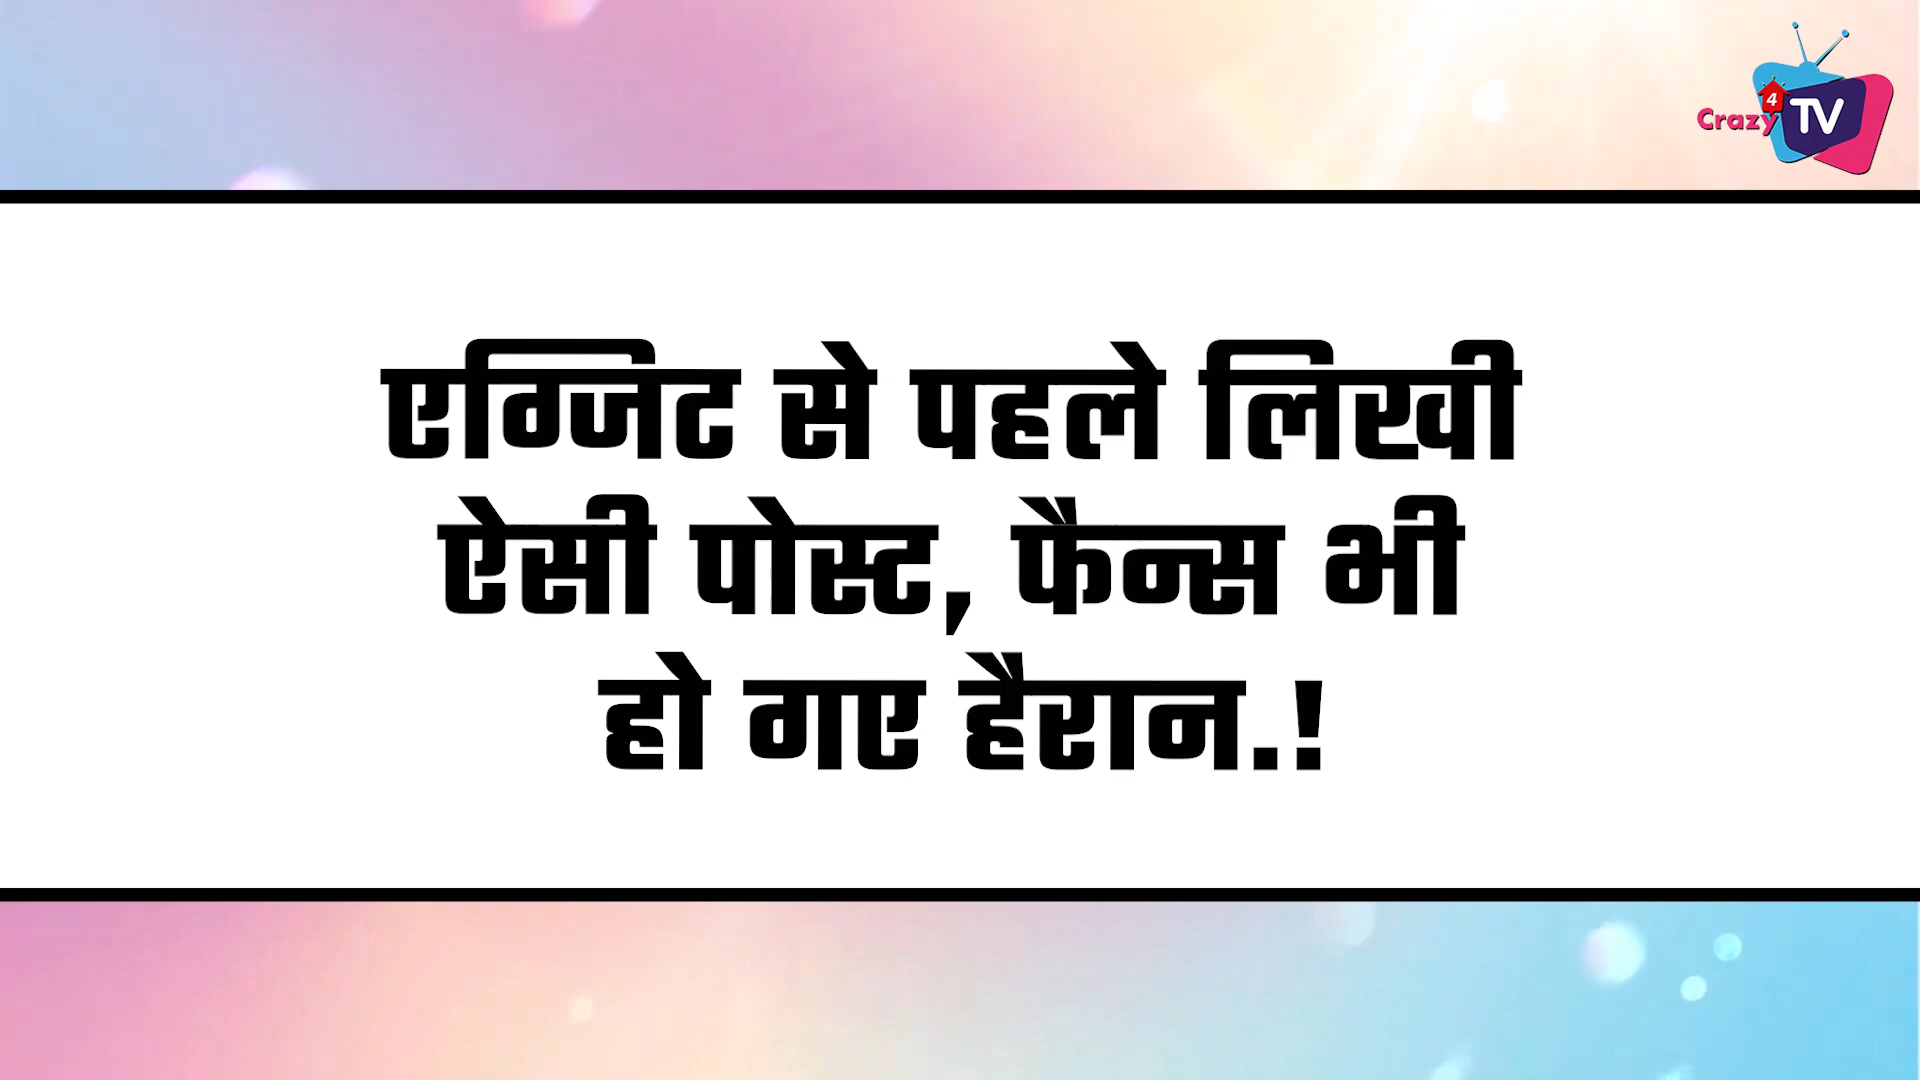 Crazy 4 TV
एग्जिट से पहले लिखी
ऐसी पोस्ट, फैन्स भी
हो गए हैरान.!